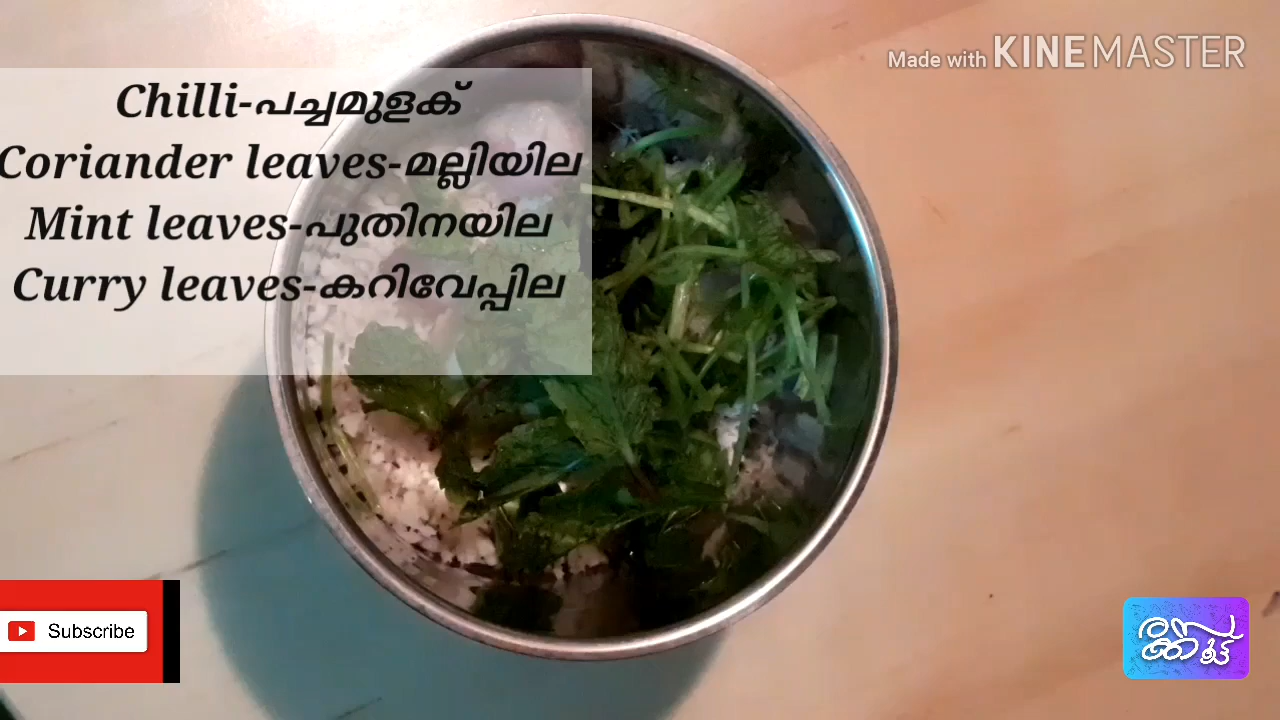 Made with KINEMASTER
Chilli-പച്ചമുളക്
Coriander leaves-മല്ലിയില
Mint leaves-പുതിനയില
Curry leaves-കറിവേപ്പില
Subscribe